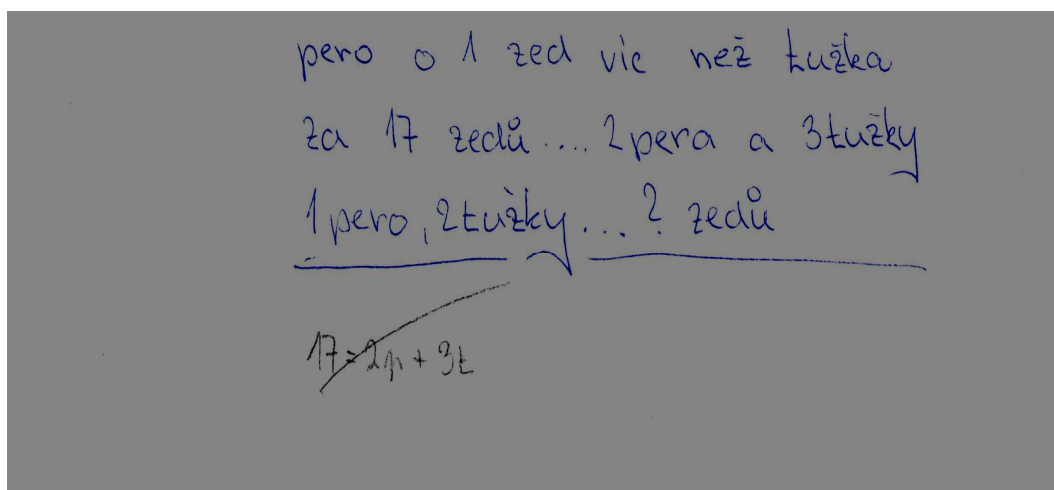 pero o 1 zed víc než tužka
za 17 zedů .... 2 pera a 3 tužky
1 pero, 2 tužky ... ? zedů
17 = 2p + 3t